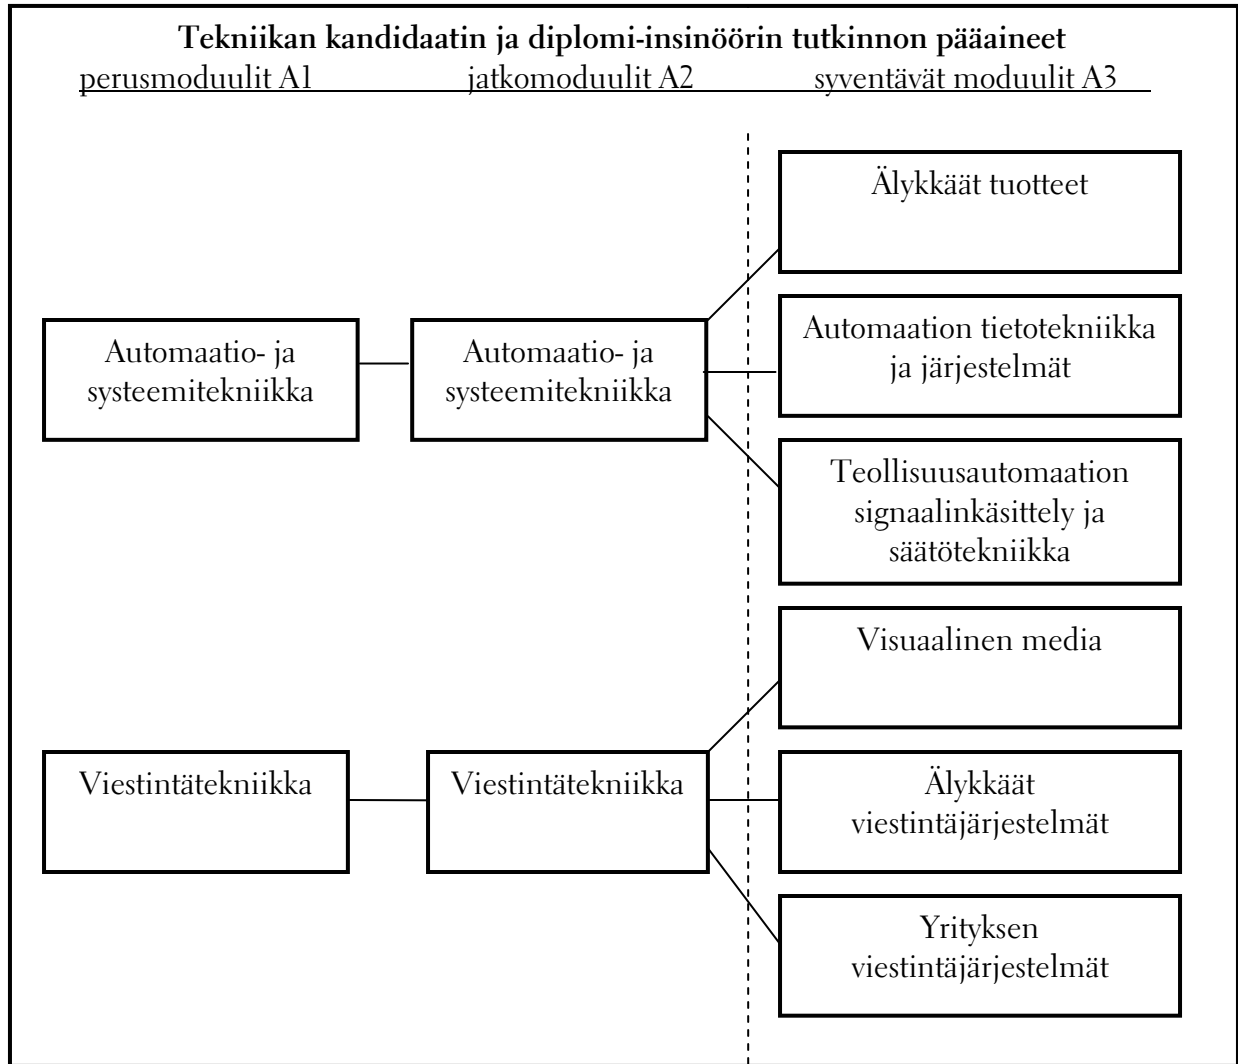 Tekniikan kandidaatin ja diplomi-insinöörin tutkinnon pääaineet
perusmoduulit A1 jatkomoduulit A2 syventävät moduulit A3
Älykkäät tuotteet
Automaatio- ja
systeemitekniikka
Automaatio- ja
systeemitekniikka
Automaation tietotekniikka
ja järjestelmät
Teollisuusautomaation
signaalinkäsittely ja
säätötekniikka
Visuaalinen media
Viestintätekniikka
Viestintätekniikka
Älykkäät
viestintäjärjestelmät
Yrityksen
viestintäjärjestelmät